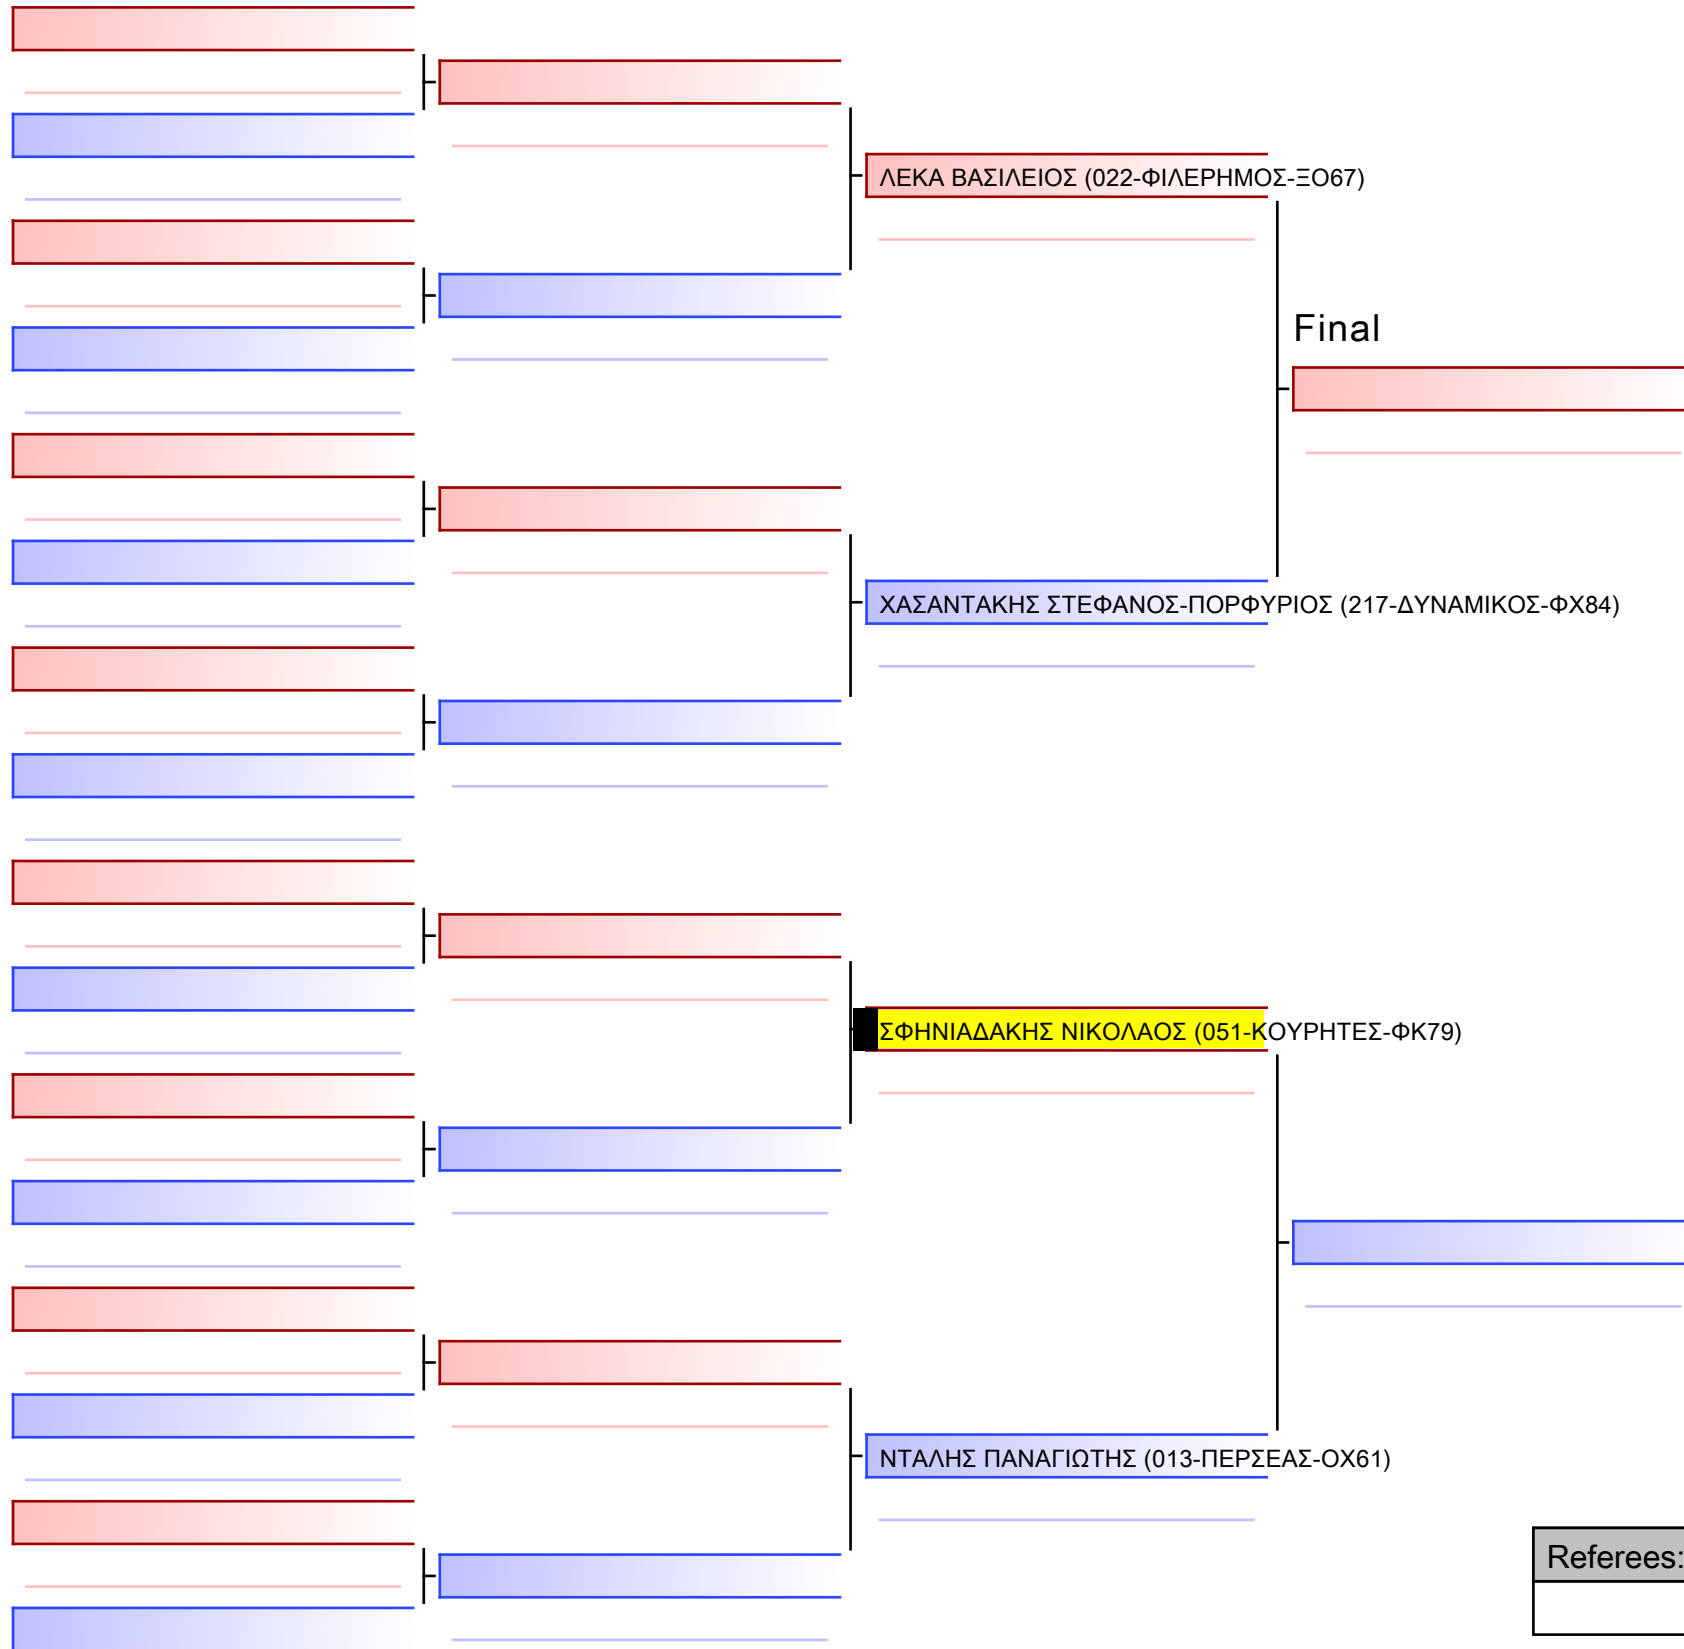 ΛΕΚΑ ΒΑΣΙΛΕΙΟΣ (022-ΦΙΛΕΡΗΜΟΣ-ΞΟ67)
Final
ΧΑΣΑΝΤΑΚΗΣ ΣΤΕΦΑΝΟΣ-ΠΟΡΦΥΡΙΟΣ (217-ΔΥΝΑΜΙΚΟΣ-ΦΧ84)
ΣΦΗΝΙΑΔΑΚΗΣ ΝΙΚΟΛΑΟΣ (051-ΚΟΥΡΗΤΕΣ-ΦΚ79)
ΝΤΑΛΗΣ ΠΑΝΑΓΙΩΤΗΣ (013-ΠΕΡΣΕΑΣ-ΟΧ61)
Referees: